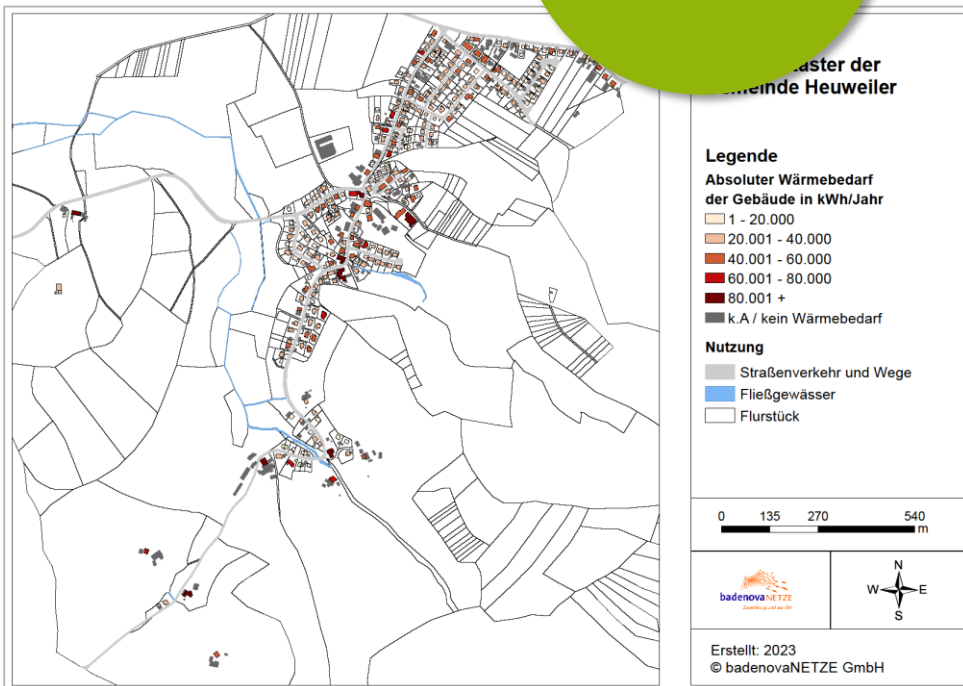 aster der
meinde Heuweiler
Legende
Absoluter Wärmebedarf
der Gebäude in kWh/Jahr
1 - 20.000
20.001 - 40.000
40.001 - 60.000
60.001 - 80.000
80.001 +
k.A / kein Wärmebedarf
Nutzung
Straßenverkehr und Wege
Fließgewässer
Flurstück
0 135 270 540
m
badenovaNETZE
N
W E
S
Erstellt: 2023
© badenovaNETZE GmbH